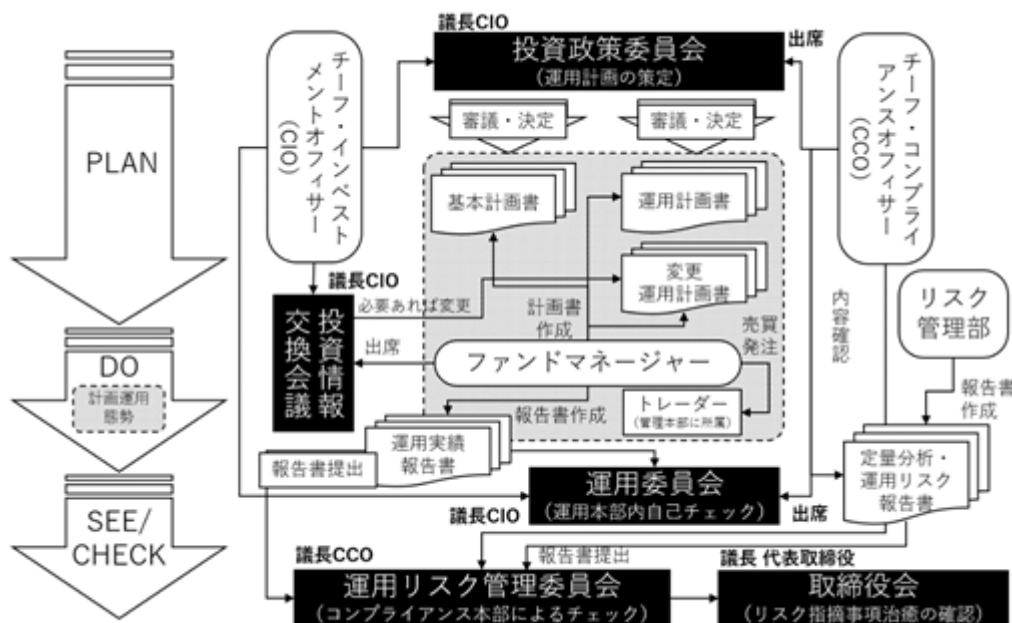 議長CIO
投資政策委員会
(運用計画の策定)
出席
チーフ・インベスト
メントオフィサー
(CIO)
チーフ・コンプライ
アンスオフィサー
(CCO)
PLAN
審議・決定
審議・決定
基本計画書
運用計画書
変更
運用計画書
議長CIO
投資情報
交換会議
必要あれば変更
計画書
作成
売買
発注
内容確認
リスク
管理部
出席
ファンドマネージャー
DO
計画運用
態勢
報告書作成
トレーダー
(管理本部に所属)
報告書
作成
運用実績
報告書
報告書提出
定量分析・
運用リスク
報告書
運用委員会
(運用本部内自己チェック)
議長CIO
出席
SEE/
CHECK
議長CCO
報告書提出
議長 代表取締役
運用リスク管理委員会
(コンプライアンス本部によるチェック)
取締役会
(リスク指摘事項治癒の確認)